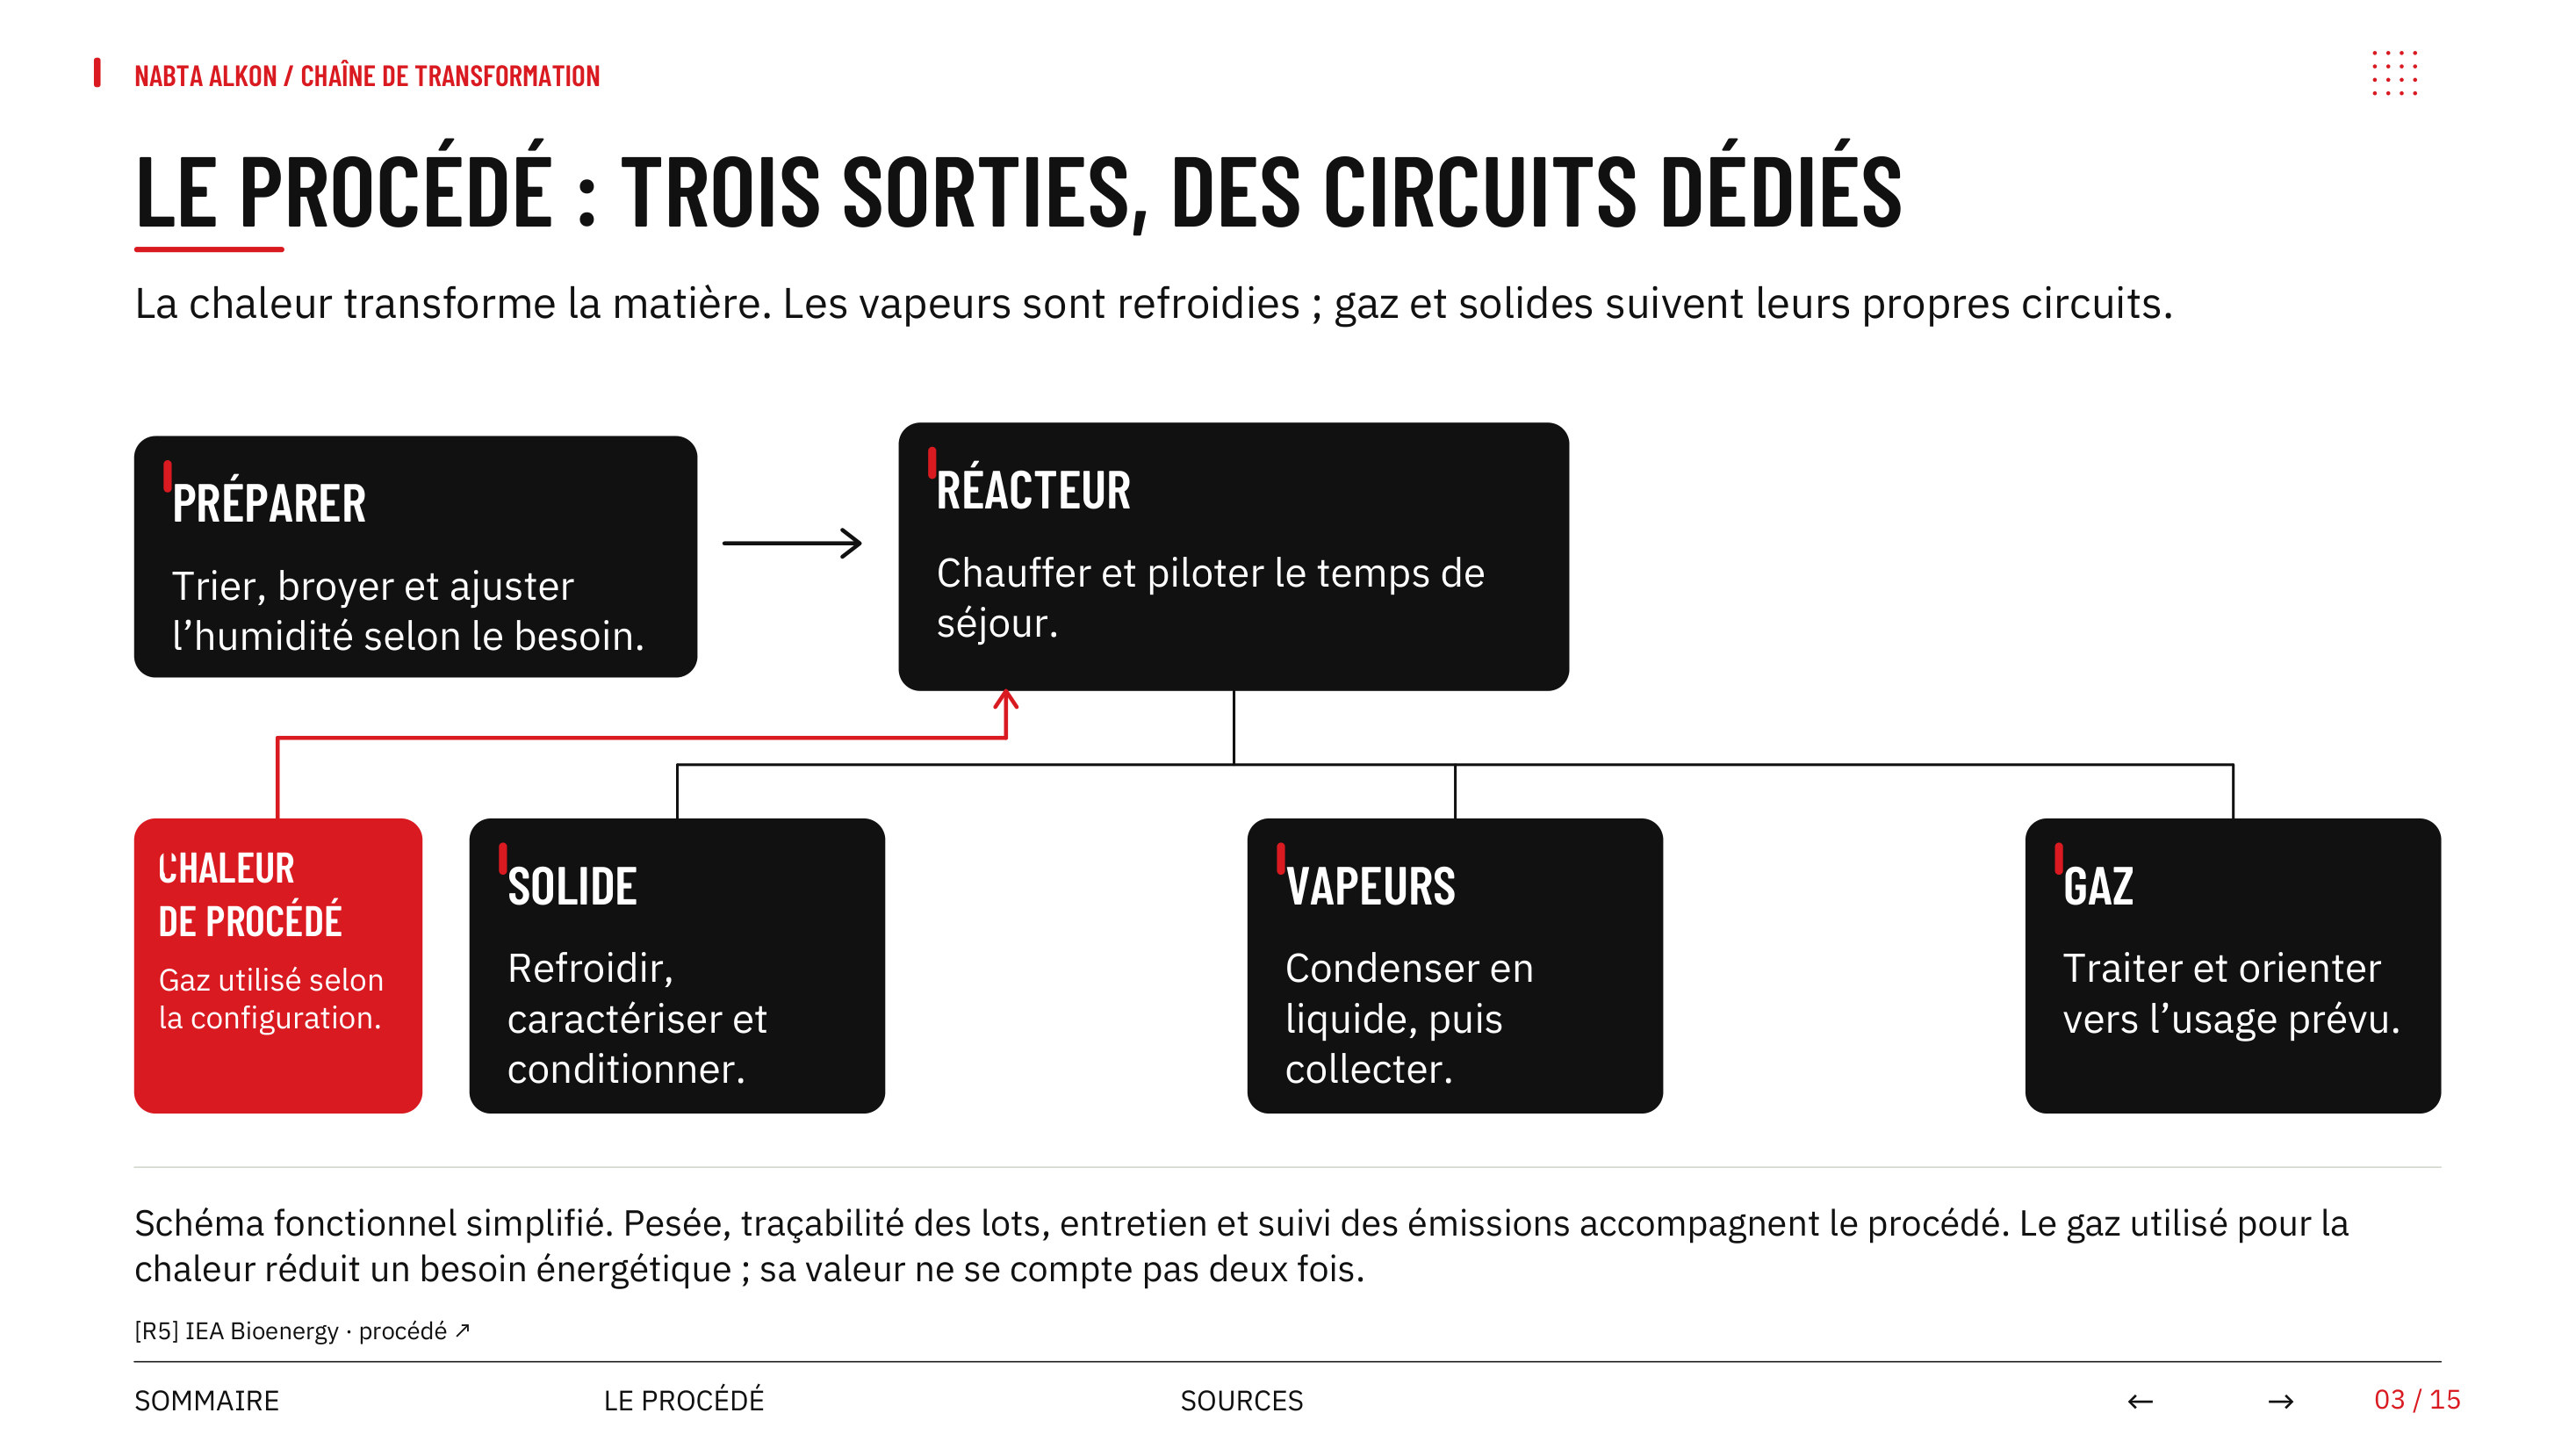 NABTA ALKON / CHAÎNE DE TRANSFORMATION
LE PROCÉDÉ : TROIS SORTIES, DES CIRCUITS DÉDIÉS
La chaleur transforme la matière. Les vapeurs sont refroidies ; gaz et solides suivent leurs propres circuits.
PRÉPARER
Trier, broyer et ajuster
l’humidité selon le besoin.
RÉACTEUR
Chauffer et piloter le temps de
séjour.
CHALEUR
DE PROCÉDÉ
Gaz utilisé selon
la configuration.
SOLIDE
Refroidir,
caractériser et
conditionner.
VAPEURS
Condenser en
liquide, puis
collecter.
GAZ
Traiter et orienter
vers l’usage prévu.
Schéma fonctionnel simplifié. Pesée, traçabilité des lots, entretien et suivi des émissions accompagnent le procédé. Le gaz utilisé pour la
chaleur réduit un besoin énergétique ; sa valeur ne se compte pas deux fois.
[R5] IEA Bioenergy · procédé ↗
SOMMAIRE
LE PROCÉDÉ
SOURCES
← → 03 / 15